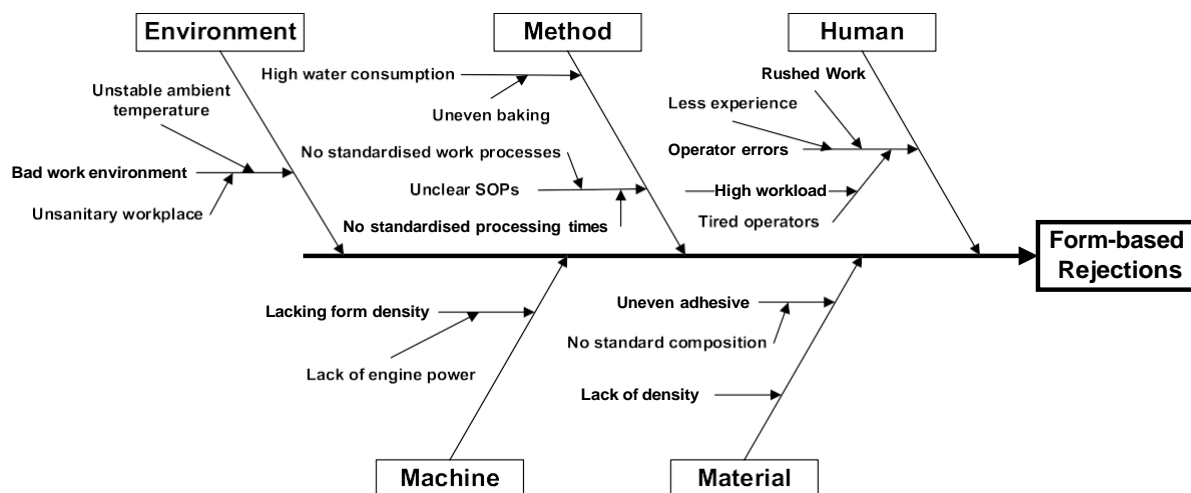 Environment
Method
Human
High water consumption
Rushed Work
Unstable ambient
temperature
Less experience
Uneven baking
No standardised work processes
Operator errors
Bad work environment
Unclear SOPs
High workload
Unsanitary workplace
No standardised processing times
Tired operators
Form-based
Rejections
Lacking form density
Uneven adhesive
No standard composition
Lack of engine power
Lack of density
Machine
Material